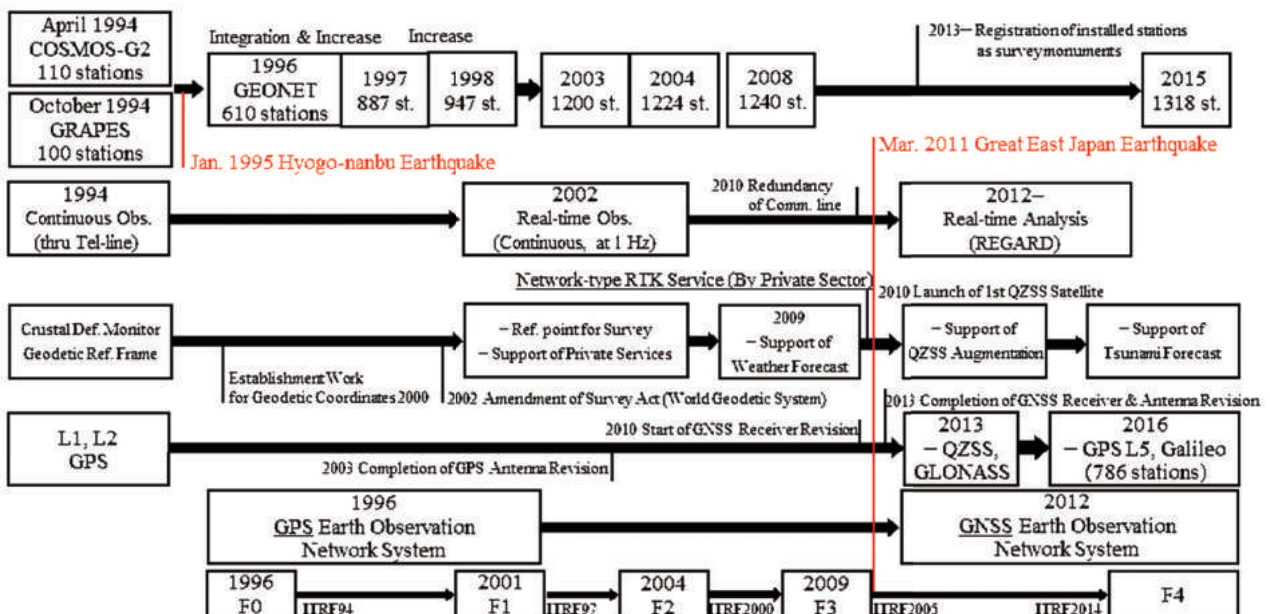 April 1994
COSMOS-G2
110 stations
October 1994
GRAPES
100 stations
Integration & Increase
Increase
1996
GEONET
610 stations
1997
887 st.
1998
947 st.
2003
1200 st.
2004
1224 st.
2008
1240 st.
2013– Registration of installed stations
as survey monuments
2015
1318 st.
Jan. 1995 Hyogo-nanbu Earthquake
Mar. 2011 Great East Japan Earthquake
1994
Continuous Obs.
(thru Tel-line)
2002
Real-time Obs.
(Continuous, at 1 Hz)
2010 Redundancy
of Comm. line
2012–
Real-time Analysis
(REGARD)
Network-type RTK Service (By Private Sector)
2010 Launch of 1st QZSS Satellite
Crustal Def. Monitor
Geodetic Ref. Frame
– Ref. point for Survey
– Support of Private Services
2009
– Support of
Weather Forecast
– Support of
QZSS Augmentation
– Support of
Tsunami Forecast
Establishment Work
for Geodetic Coordinates 2000
2002 Amendment of Survey Act (World Geodetic System)
2013 Completion of GNSS Receiver & Antenna Revision
L1, L2
GPS
2010 Start of GNSS Receiver Revision
2003 Completion of GPS Antenna Revision
2013
– QZSS,
GLONASS
2016
– GPS L5, Galileo
(786 stations)
1996
GPS Earth Observation
Network System
2012
GNSS Earth Observation
Network System
1996
F0
ITRF94
2001
F1
ITRF97
2004
F2
ITRF2000
2009
F3
ITRF2005
ITRF2014
F4